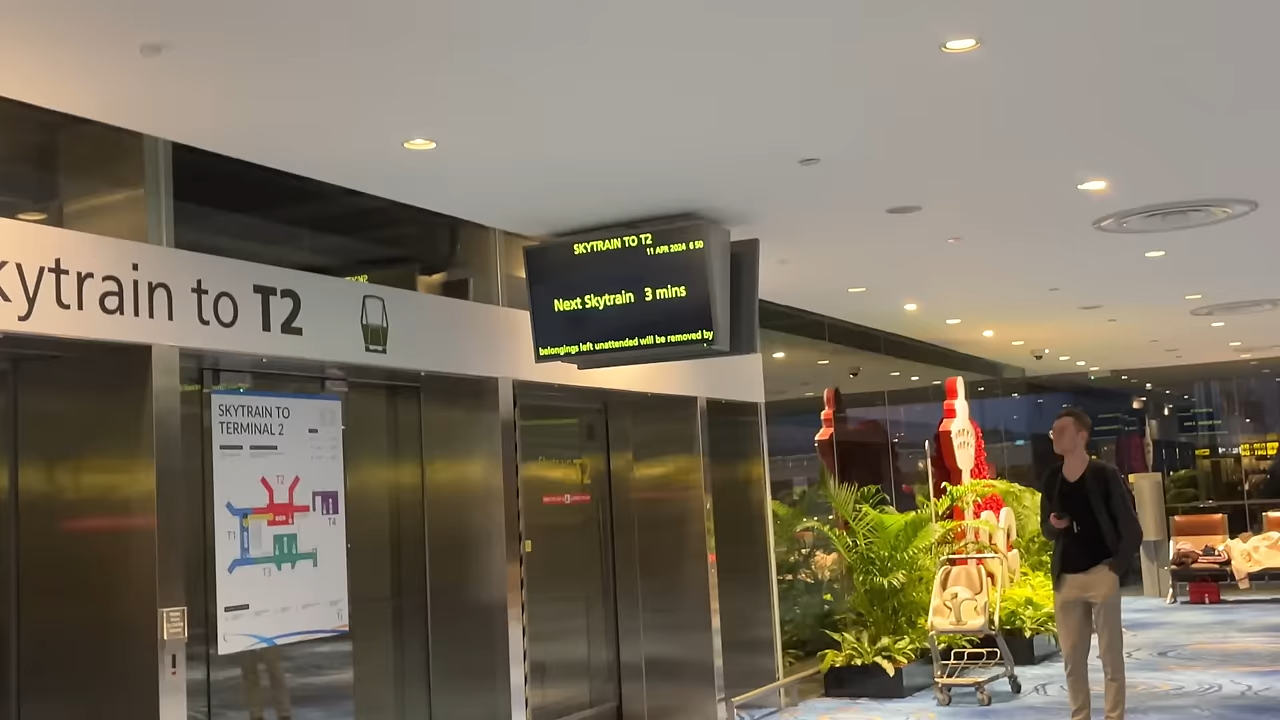 kytrain to T2
SKYTRAIN TO T2
11 APR 2024 6 50
Next Skytrain 3 mins
belongings left unattended will be removed by
SKYTRAIN TO
TERMINAL 2
T2
T1
T4
T3